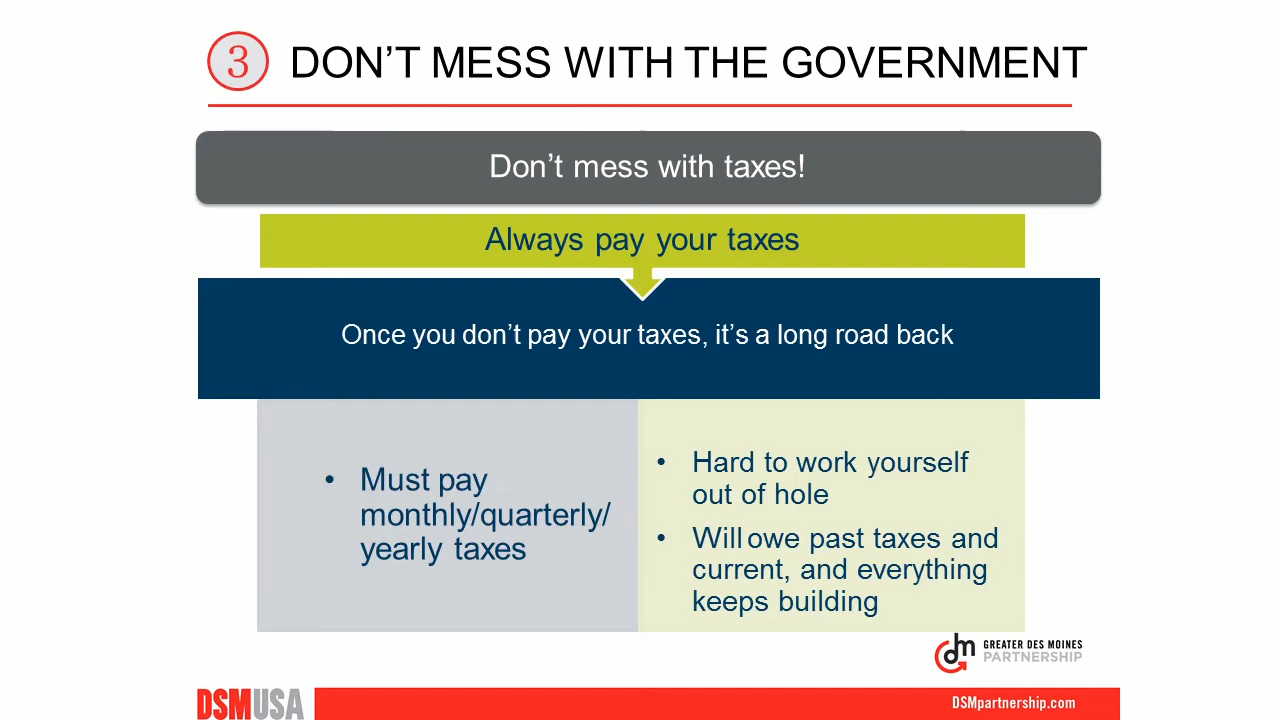 3 DON’T MESS WITH THE GOVERNMENT
Don’t mess with taxes!
Always pay your taxes
Once you don’t pay your taxes, it’s a long road back
• Must pay
monthly/quarterly/
yearly taxes
• Hard to work yourself
out of hole
• Will owe past taxes and
current, and everything
keeps building
dm GREATER DES MOINES
PARTNERSHIP
DSMUSA
DSMpartnership.com